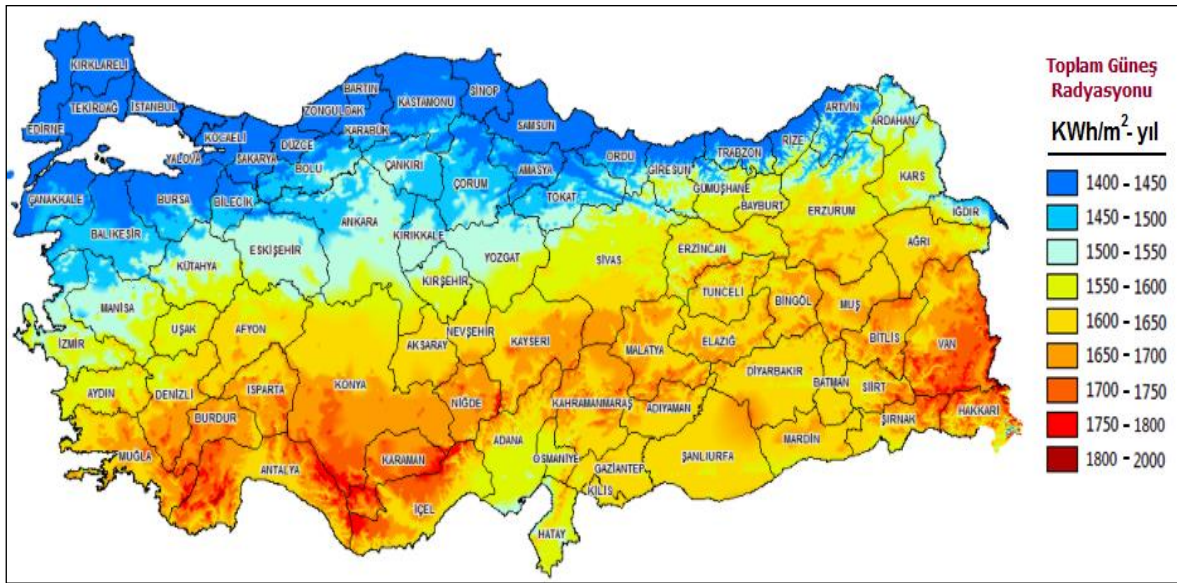 KIRKLARELİ
TEKİRDAĞ
İSTANBUL
EDİRNE
KOCAELİ
YALOVA
SAKARYA
DÜZCE
BOLU
ZONGULDAK
BARTIN
KARABÜK
KASTAMONU
SİNOP
SAMSUN
ÇANKIRI
ÇORUM
AMASYA
TOKAT
ORDU
GİRESUN
TRABZON
RİZE
ARTVİN
ARDAHAN
GÜMÜŞHANE
BAYBURT
ERZURUM
KARS
IĞDIR
ÇANAKKALE
BURSA
BİLECİK
BALIKEŞİR
ESKİŞEHİR
ANKARA
KIRIKKALE
YOZGAT
SİVAS
ERZİNCAN
AĞRI
KÜTAHYA
MANİSA
UŞAK
AFYON
KIRŞEHİR
NEVŞEHİR
AKSARAY
KAYSERİ
MALATYA
TUNCELİ
ELAZIĞ
BİNGÖL
MUŞ
BİTLİS
VAN
İZMİR
AYDIN
DENİZLİ
ISPARTA
BURDUR
KONYA
NİĞDE
KAHRAMANMARAŞ
ADIYAMAN
DİYARBAKIR
BATMAN
SİİRT
ŞIRNAK
HAKKARİ
MUĞLA
ANTALYA
KARAMAN
İÇEL
ADANA
OSMANİYE
GAZİANTEP
KİLİS
ŞANLIURFA
MARDİN
HATAY
Toplam Güneş
Radyasyonu
KWh/m²- yıl
1400 - 1450
1450 - 1500
1500 - 1550
1550 - 1600
1600 - 1650
1650 - 1700
1700 - 1750
1750 - 1800
1800 - 2000